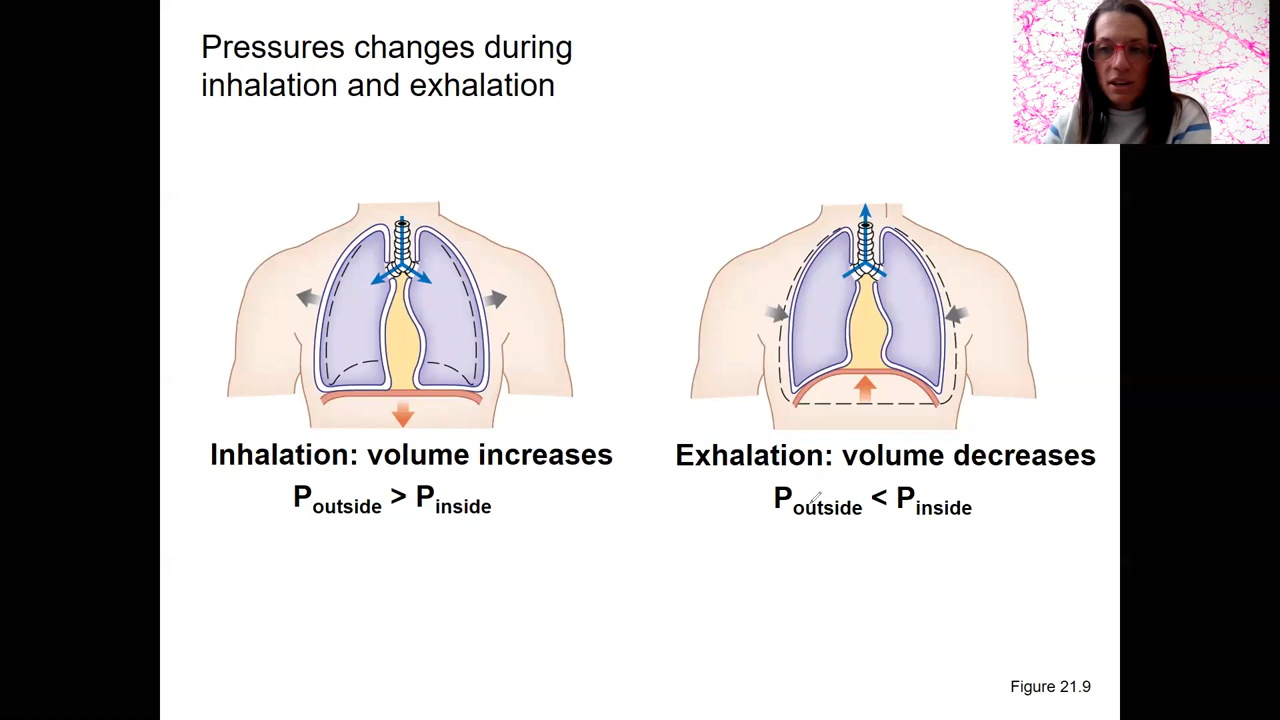 Pressures changes during
inhalation and exhalation
Inhalation: volume increases
Poutside > Pinside
Exhalation: volume decreases
Poutside < Pinside
Figure 21.9